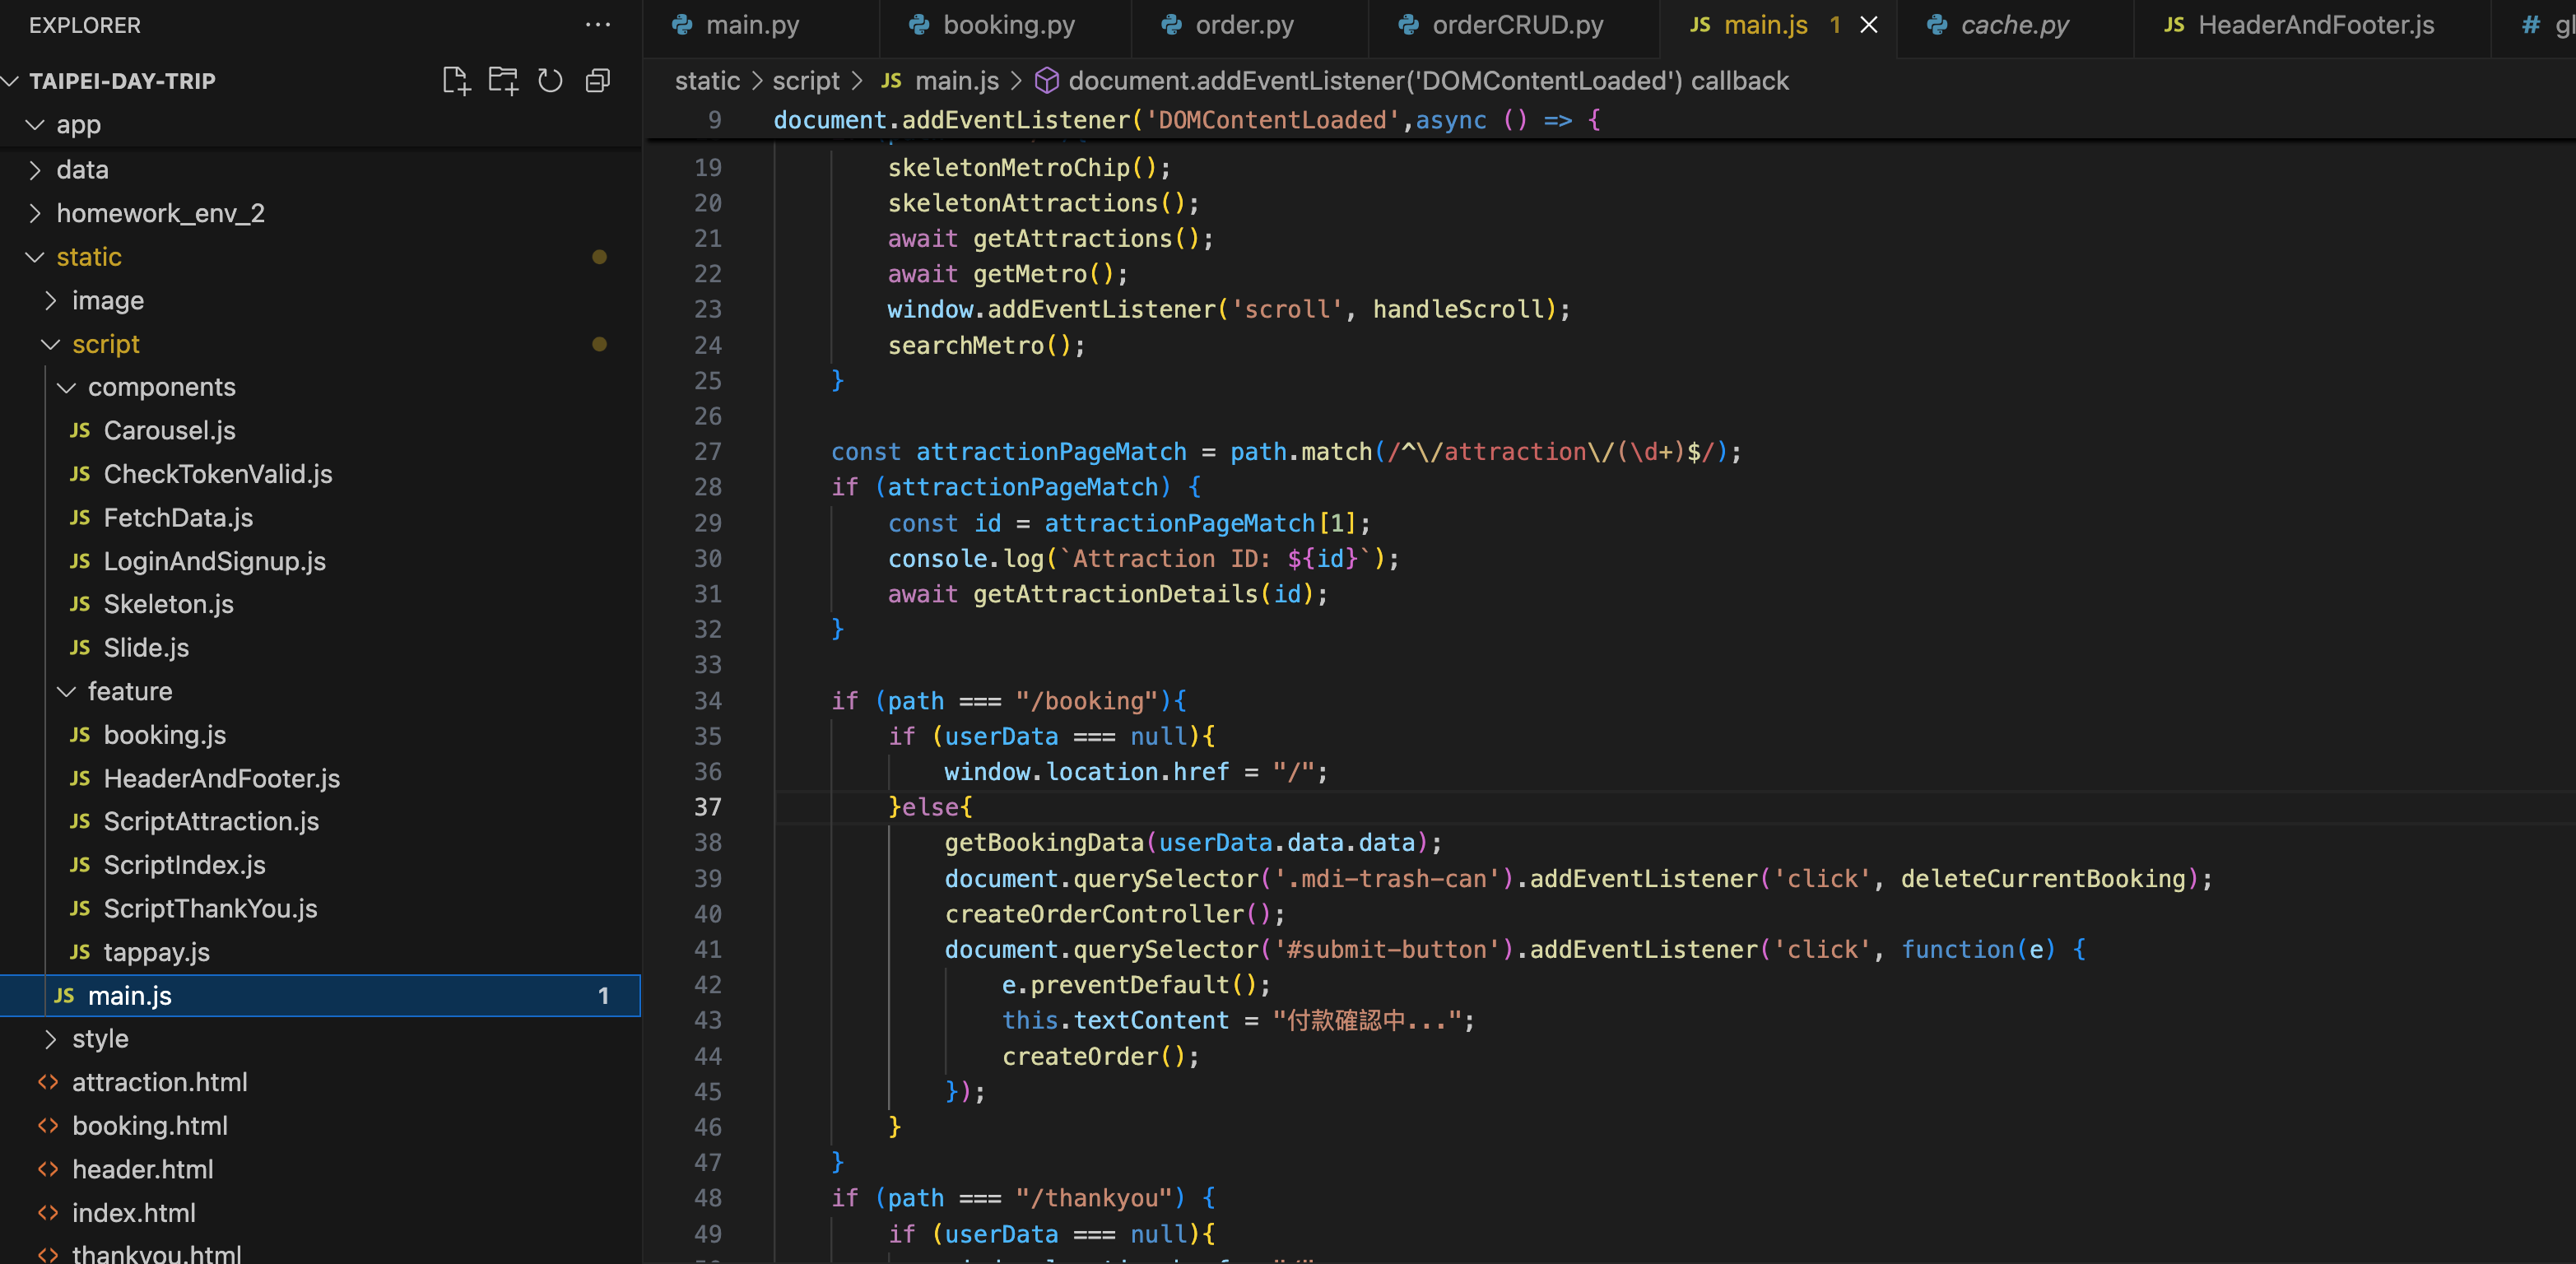 EXPLORER
TAIPEI-DAY-TRIP
app
data
homework_env_2
static
image
script
components
JS Carousel.js
JS CheckTokenValid.js
JS FetchData.js
JS LoginAndSignup.js
JS Skeleton.js
JS Slide.js
feature
JS booking.js
JS HeaderAndFooter.js
JS ScriptAttraction.js
JS ScriptIndex.js
JS ScriptThankYou.js
JS tappay.js
JS main.js 1
style
<> attraction.html
<> booking.html
<> header.html
<> index.html
<> thankyou.html
main.py booking.py order.py orderCRUD.py JS main.js 1 cache.py JS HeaderAndFooter.js #
static > script > JS main.js > document.addEventListener('DOMContentLoaded') callback
9 document.addEventListener('DOMContentLoaded',async () => {
19 skeletonMetroChip();
20 skeletonAttractions();
21 await getAttractions();
22 await getMetro();
23 window.addEventListener('scroll', handleScroll);
24 searchMetro();
25 }
26
27 const attractionPageMatch = path.match(/^\/attraction\/(\d+)$/);
28 if (attractionPageMatch) {
29 const id = attractionPageMatch[1];
30 console.log(`Attraction ID: ${id}`);
31 await getAttractionDetails(id);
32 }
33
34 if (path === "/booking"){
35 if (userData === null){
36 window.location.href = "/";
37 }else{
38 getBookingData(userData.data.data);
39 document.querySelector('.mdi-trash-can').addEventListener('click', deleteCurrentBooking);
40 createOrderController();
41 document.querySelector('#submit-button').addEventListener('click', function(e) {
42 e.preventDefault();
43 this.textContent = "付款確認中...";
44 createOrder();
45 });
46 }
47 }
48 if (path === "/thankyou") {
49 if (userData === null){